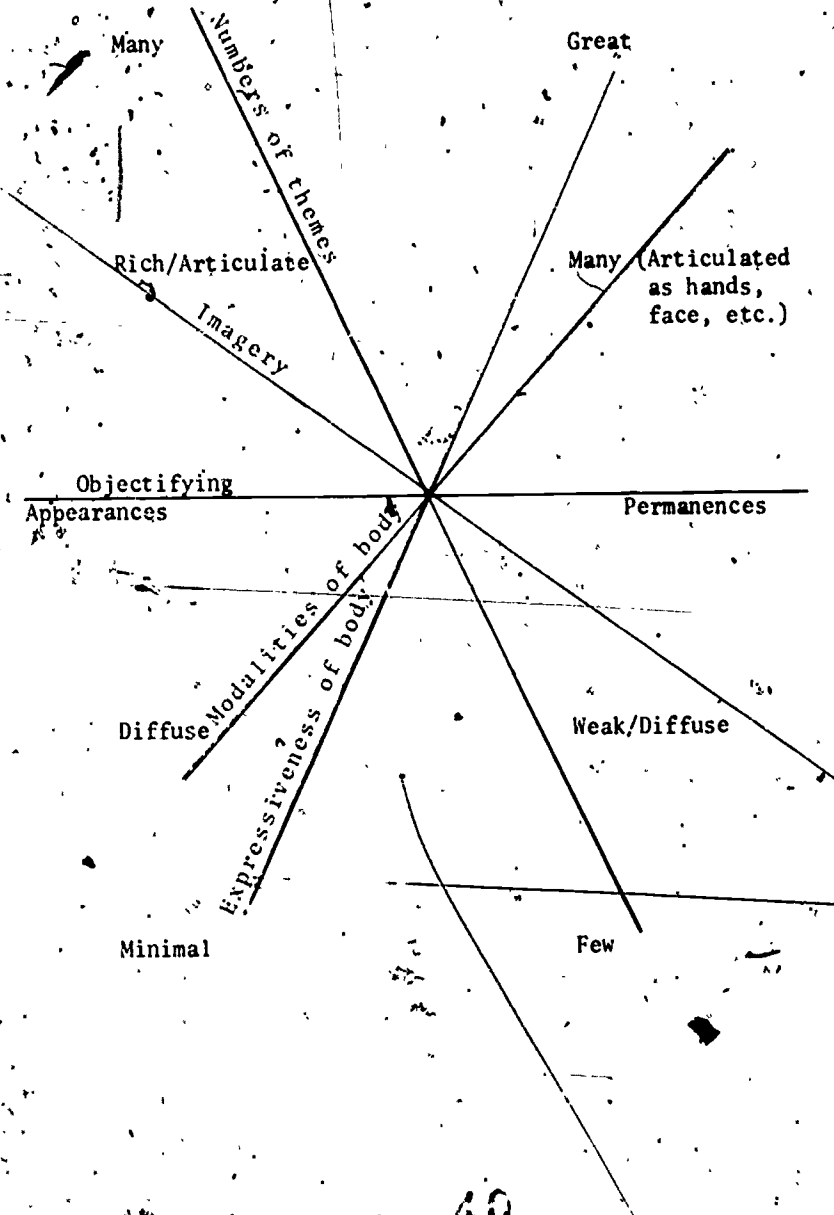 Many
Great
Numbers of themes
Rich/Articulate
Many (Articulated
as hands,
face, etc.)
Imagery
Objectifying
Appearances
Permanences
Modalities of body
Expressiveness of body
Diffuse
Weak/Diffuse
Minimal
Few